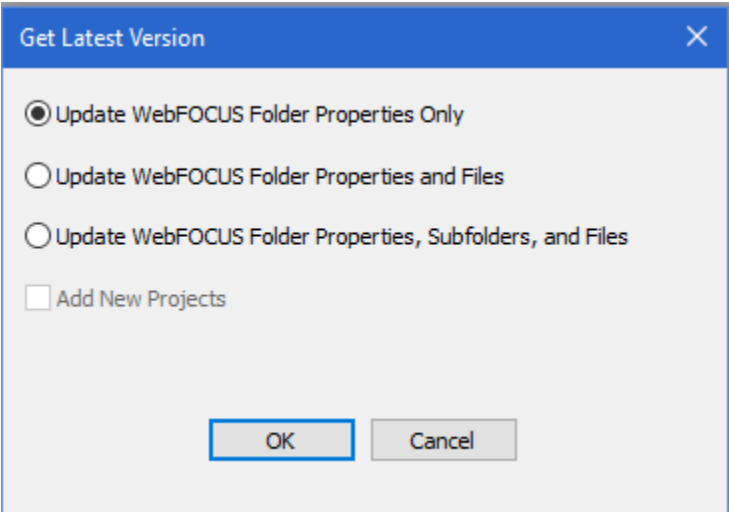 Get Latest Version
Update WebFOCUS Folder Properties Only
Update WebFOCUS Folder Properties and Files
Update WebFOCUS Folder Properties, Subfolders, and Files
Add New Projects
OK
Cancel